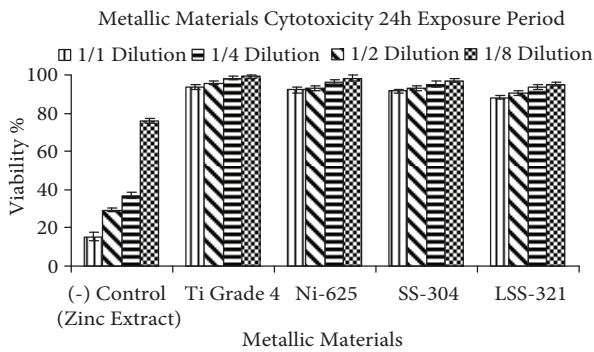 Metallic Materials Cytotoxicity 24h Exposure Period
1/1 Dilution 1/4 Dilution 1/2 Dilution 1/8 Dilution
Viability %
100
80
60
40
20
0
(-) Control Ti Grade 4 Ni-625 SS-304 LSS-321
(Zinc Extract)
Metallic Materials